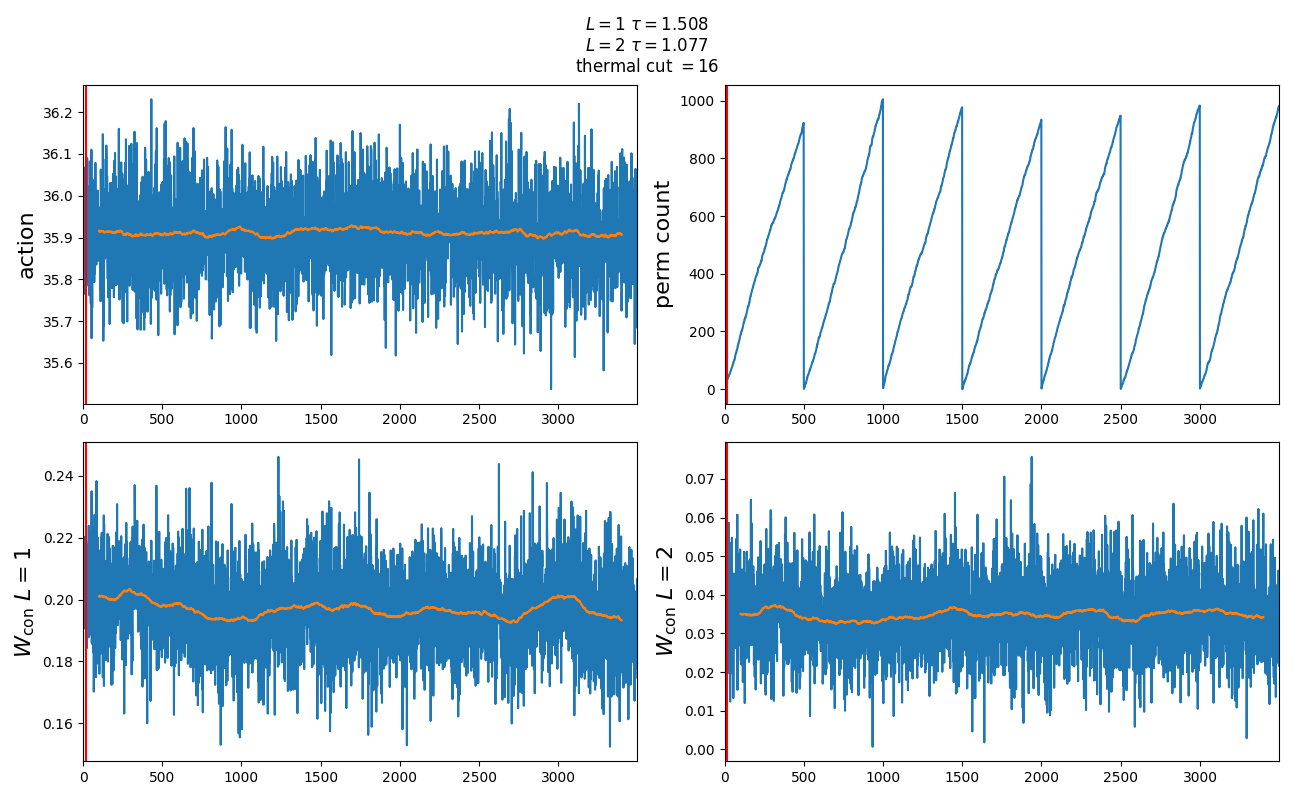 L = 1 τ = 1.508
L = 2 τ = 1.077
thermal cut = 16
action
36.2
36.1
36.0
35.9
35.8
35.7
35.6
0 500 1000 1500 2000 2500 3000
perm count
1000
800
600
400
200
0
0 500 1000 1500 2000 2500 3000
W_con L = 1
0.24
0.22
0.20
0.18
0.16
0 500 1000 1500 2000 2500 3000
W_con L = 2
0.07
0.06
0.05
0.04
0.03
0.02
0.01
0.00
0 500 1000 1500 2000 2500 3000